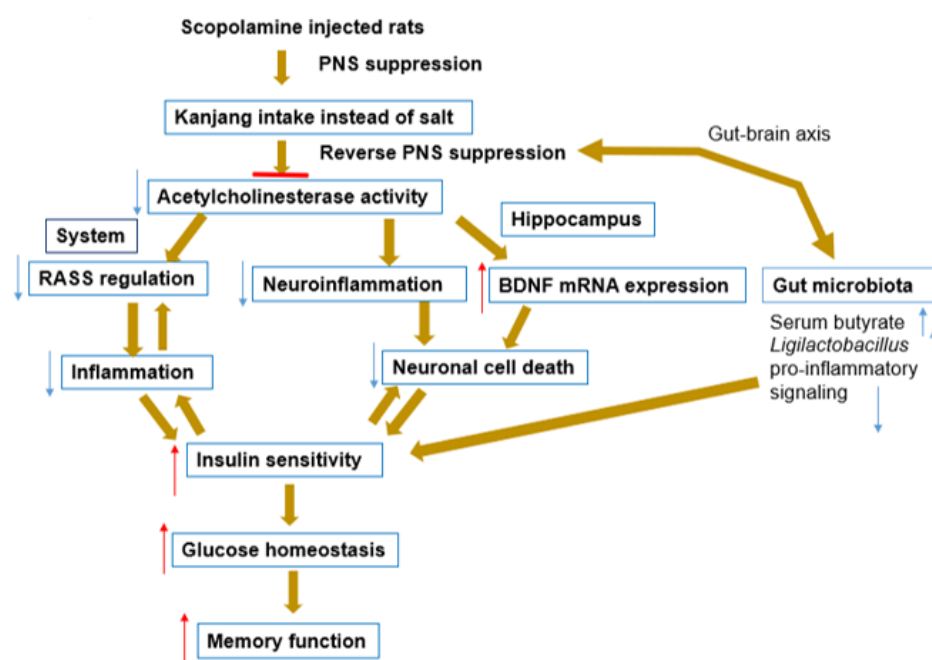 Scopolamine injected rats
PNS suppression
Kanjang intake instead of salt
Gut-brain axis
Reverse PNS suppression
Acetylcholinesterase activity
Hippocampus
System
RASS regulation
Neuroinflammation
BDNF mRNA expression
Gut microbiota
Serum butyrate
Ligilactobacillus
pro-inflammatory
signaling
Inflammation
Neuronal cell death
Insulin sensitivity
Glucose homeostasis
Memory function